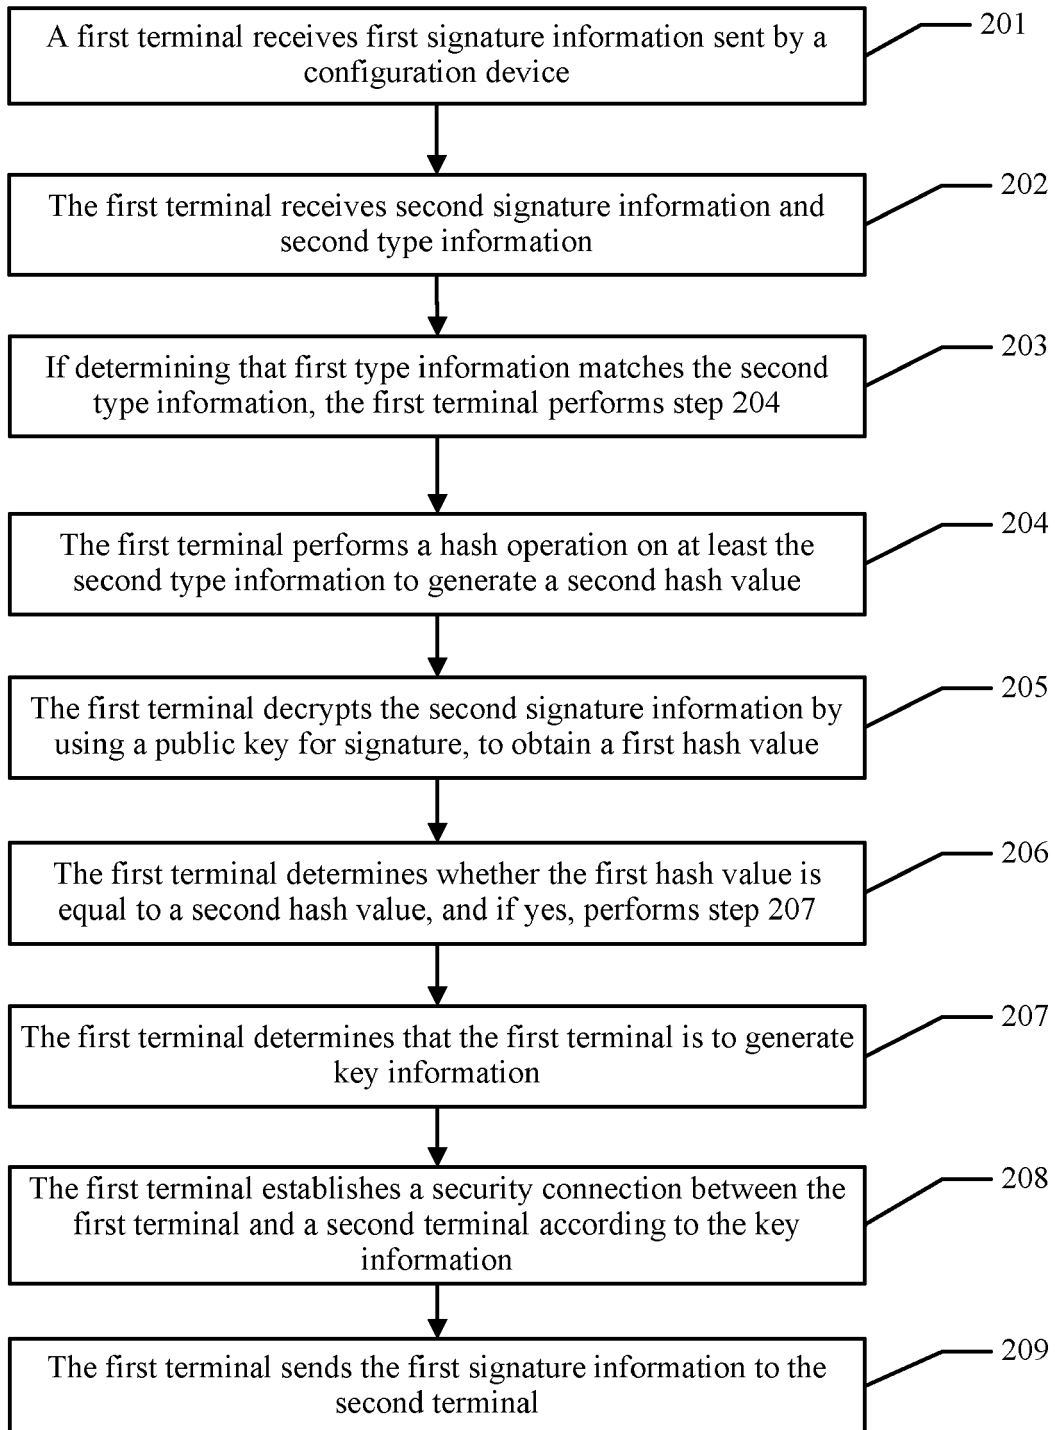 A first terminal receives first signature information sent by a
configuration device
201
The first terminal receives second signature information and
second type information
202
If determining that first type information matches the second
type information, the first terminal performs step 204
203
The first terminal performs a hash operation on at least the
second type information to generate a second hash value
204
The first terminal decrypts the second signature information by
using a public key for signature, to obtain a first hash value
205
The first terminal determines whether the first hash value is
equal to a second hash value, and if yes, performs step 207
206
The first terminal determines that the first terminal is to generate
key information
207
The first terminal establishes a security connection between the
first terminal and a second terminal according to the key
information
208
The first terminal sends the first signature information to the
second terminal
209